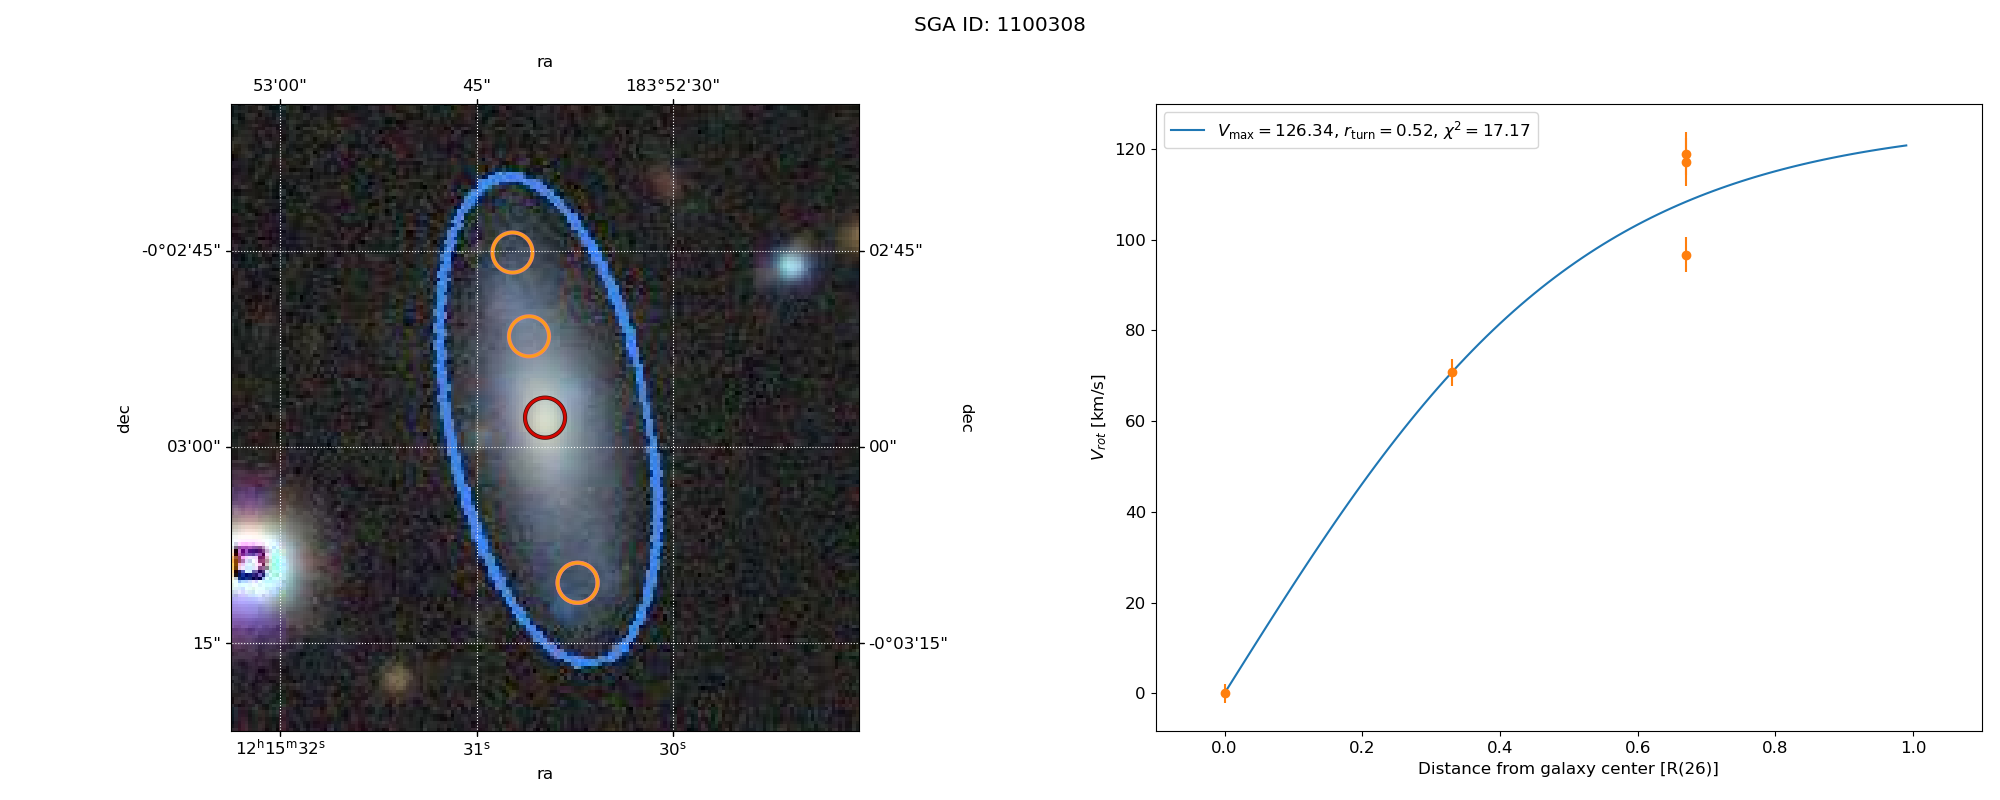 SGA ID: 1100308
ra
53'00" 45" 183°52'30"
-0°02'45" 02'45"
dec dec
03'00" 00"
15" -0°03'15"
12h15m32s 31s 30s
ra
Vmax = 126.34, rturn = 0.52, χ2 = 17.17
120
100
80
60
40
20
0
Vrot [km/s]
0.0 0.2 0.4 0.6 0.8 1.0
Distance from galaxy center [R(26)]